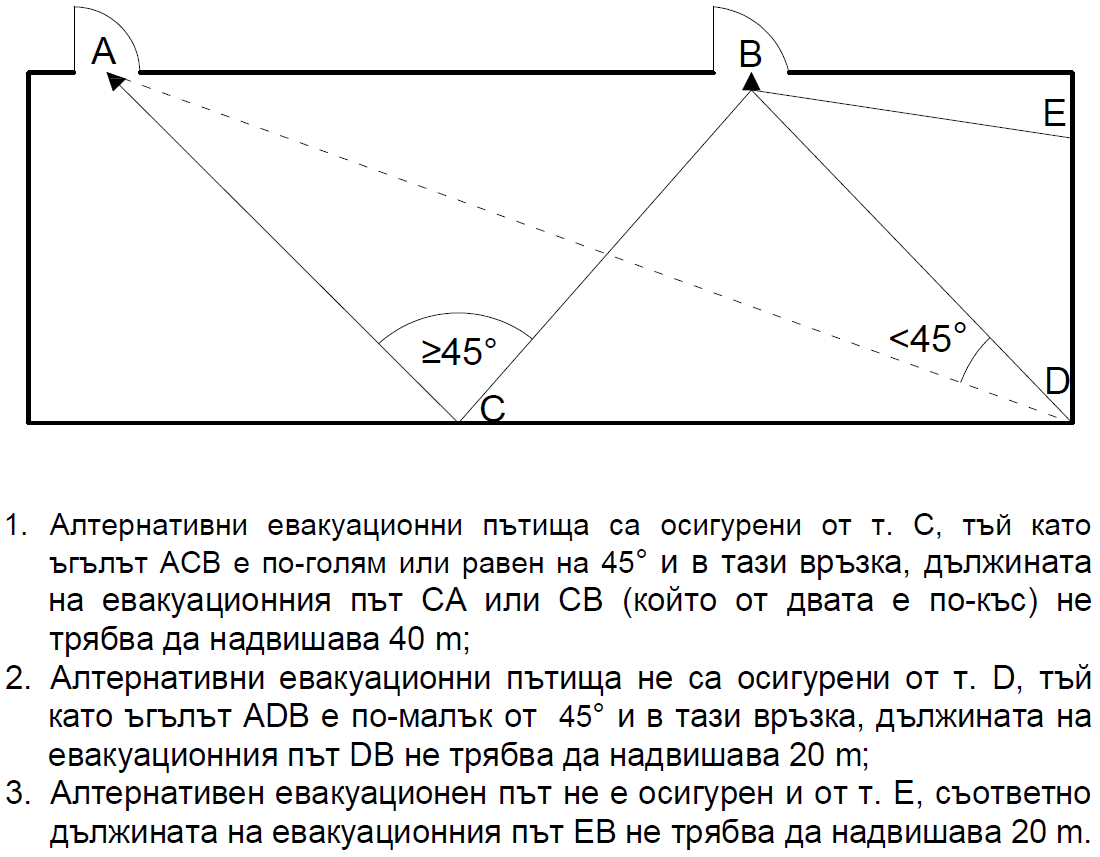 A
B
E
≥45°
<45°
D
C
1. Алтернативни евакуационни пътища са осигурени от т. C, тъй като
ъгълът ACB е по-голям или равен на 45° и в тази връзка, дължината
на евакуационния път CA или CB (който от двата е по-къс) не
трябва да надвишава 40 m;
2. Алтернативни евакуационни пътища не са осигурени от т. D, тъй
като ъгълът ADB е по-малък от 45° и в тази връзка, дължината на
евакуационния път DB не трябва да надвишава 20 m;
3. Алтернативен евакуационен път не е осигурен и от т. E, съответно
дължината на евакуационния път EB не трябва да надвишава 20 m.